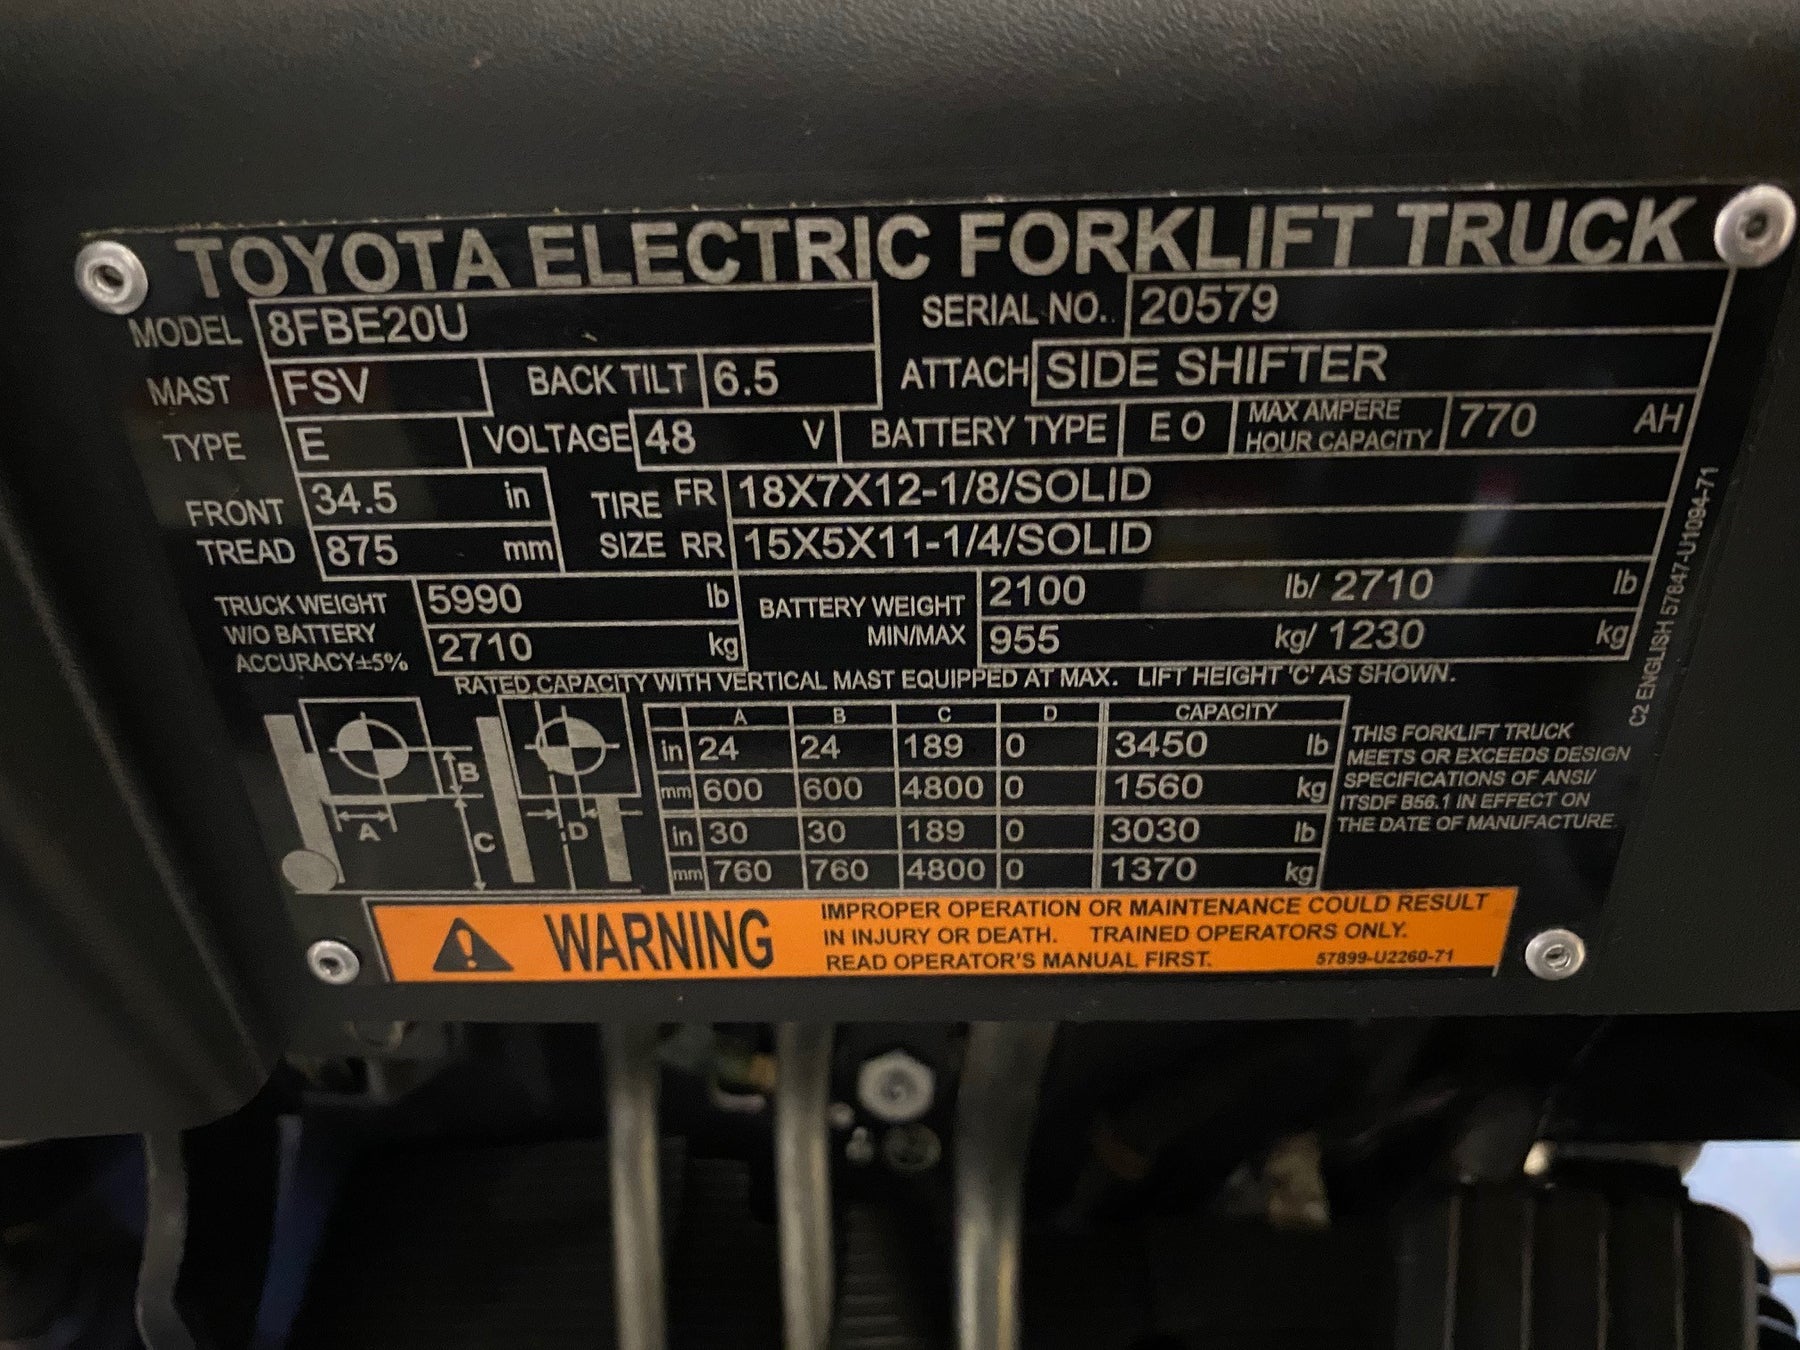 TOYOTA ELECTRIC FORKLIFT TRUCK
MODEL 8FBE20U SERIAL NO.. 20579
MAST FSV BACK TILT 6.5 ATTACH SIDE SHIFTER
TYPE E VOLTAGE 48 V BATTERY TYPE E O MAX AMPERE HOUR CAPACITY 770 AH
FRONT TREAD 34.5 in TIRE SIZE FR 18X7X12-1/8/SOLID
875 mm RR 15X5X11-1/4/SOLID
TRUCK WEIGHT W/O BATTERY ACCURACY±5% 5990 lb BATTERY WEIGHT MIN/MAX 2100 lb/ 2710 lb
2710 kg 955 kg/ 1230 kg
RATED CAPACITY WITH VERTICAL MAST EQUIPPED AT MAX. LIFT HEIGHT 'C' AS SHOWN.
A B C D
A B C D CAPACITY
in 24 24 189 0 3450 lb
mm 600 600 4800 0 1560 kg
in 30 30 189 0 3030 lb
mm 760 760 4800 0 1370 kg
THIS FORKLIFT TRUCK
MEETS OR EXCEEDS DESIGN
SPECIFICATIONS OF ANSI/
ITSDF B56.1 IN EFFECT ON
THE DATE OF MANUFACTURE.
C2 ENGLISH 57847-U1094-71
WARNING
IMPROPER OPERATION OR MAINTENANCE COULD RESULT
IN INJURY OR DEATH. TRAINED OPERATORS ONLY.
READ OPERATOR'S MANUAL FIRST. 57899-U2260-71